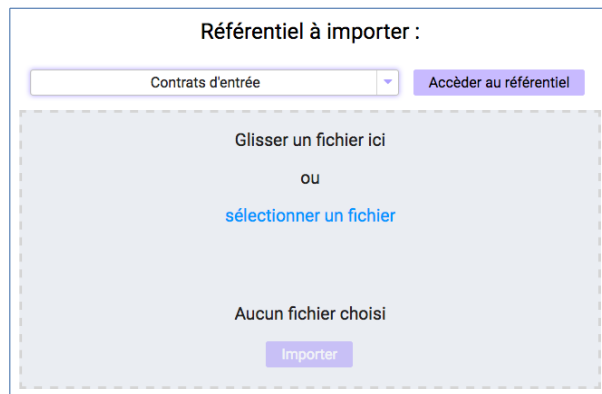 Référentiel à importer :
Contrats d'entrée
Accèder au référentiel
Glisser un fichier ici
ou
sélectionner un fichier
Aucun fichier choisi
Importer